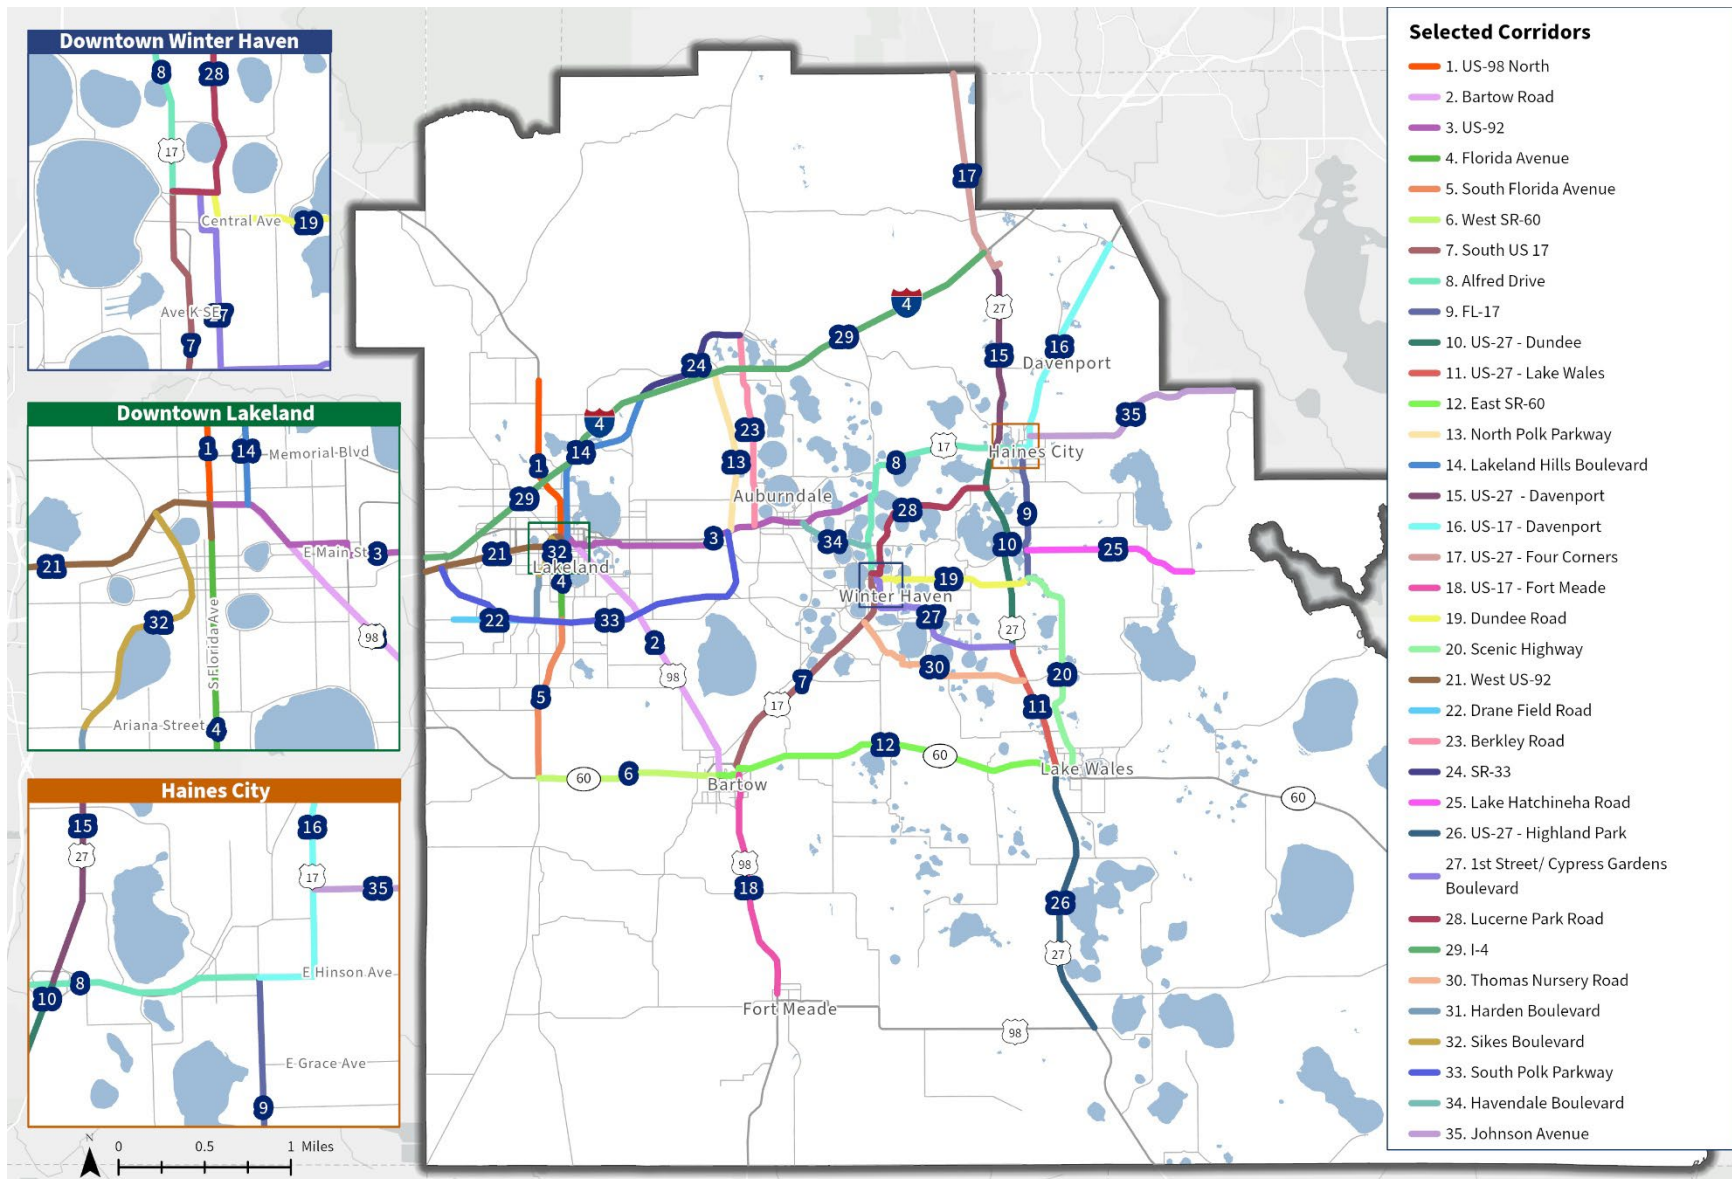 Downtown Winter Haven
8
28
17
Central Ave
19
Ave K SE
27
7
Downtown Lakeland
1
14
Memorial Blvd
E Main St
3
21
32
S Florida Ave
98
Ariana Street
4
Haines City
15
16
27
17
35
8
E Hinson Ave
10
E Grace Ave
9
N
0 0.5 1 Miles
17
4
29
27
15
16
Davenport
24
35
4
23
14
1
13
8
17
Haines City
29
Auburndale
28
9
3
34
10
25
21
32
Lakeland
4
19
Winter Haven
22
33
27
27
2
30
20
98
7
5
17
11
12
60
60
6
Lake Wales
Bartow
60
98
18
26
27
Fort Meade
98
Selected Corridors
1. US-98 North
2. Bartow Road
3. US-92
4. Florida Avenue
5. South Florida Avenue
6. West SR-60
7. South US 17
8. Alfred Drive
9. FL-17
10. US-27 - Dundee
11. US-27 - Lake Wales
12. East SR-60
13. North Polk Parkway
14. Lakeland Hills Boulevard
15. US-27 - Davenport
16. US-17 - Davenport
17. US-27 - Four Corners
18. US-17 - Fort Meade
19. Dundee Road
20. Scenic Highway
21. West US-92
22. Drane Field Road
23. Berkley Road
24. SR-33
25. Lake Hatchineha Road
26. US-27 - Highland Park
27. 1st Street/ Cypress Gardens
Boulevard
28. Lucerne Park Road
29. I-4
30. Thomas Nursery Road
31. Harden Boulevard
32. Sikes Boulevard
33. South Polk Parkway
34. Havendale Boulevard
35. Johnson Avenue